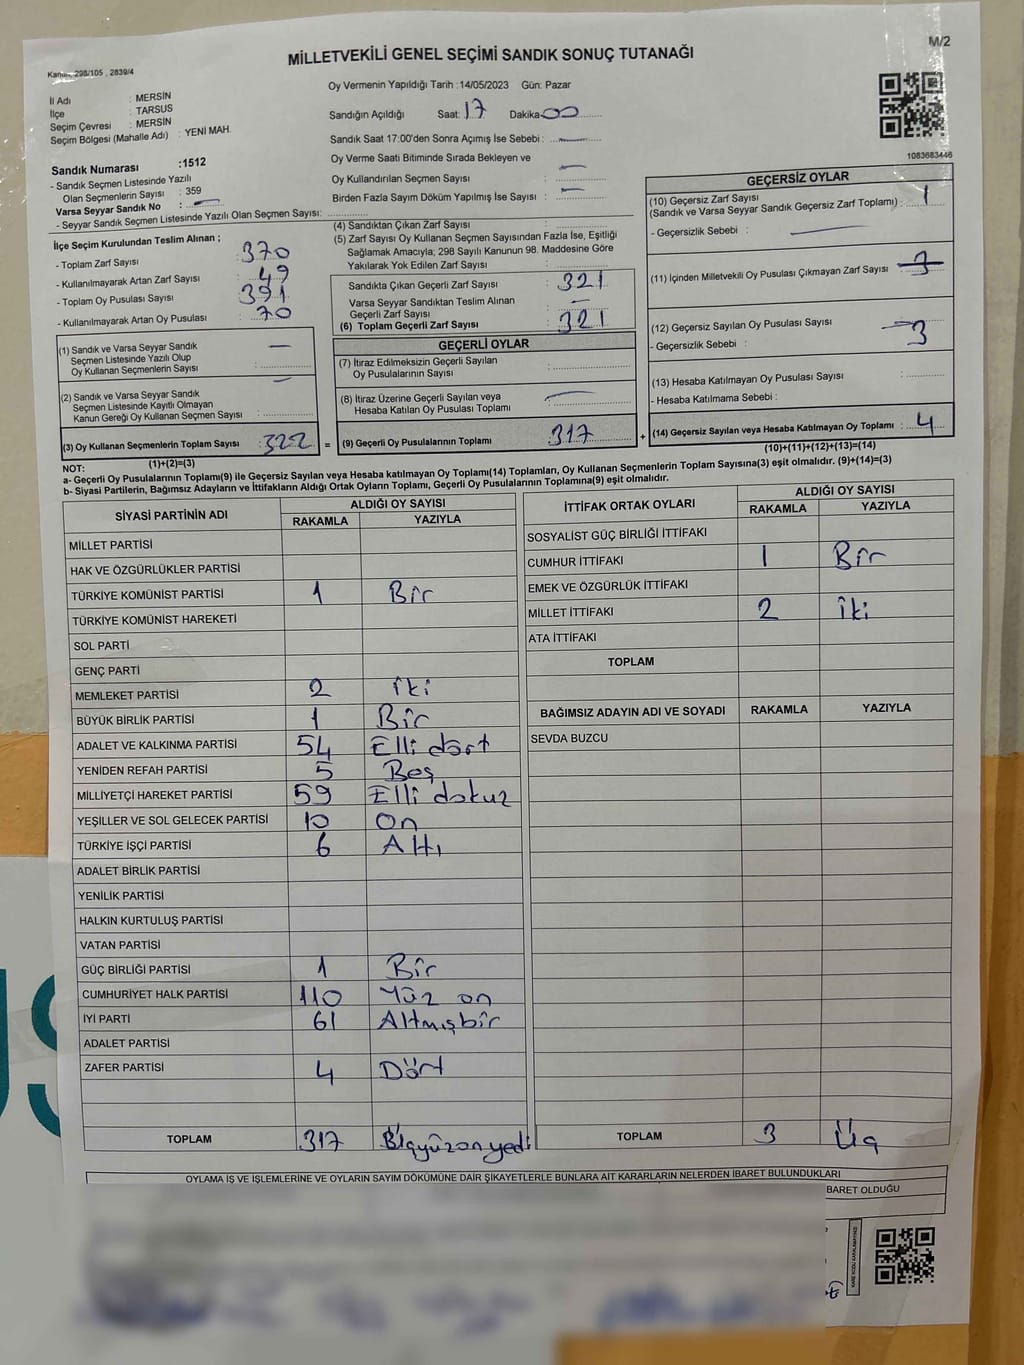 MİLLETVEKİLİ GENEL SEÇİMİ SANDIK SONUÇ TUTANAĞI
M/2
Kanun: 298/105 , 2839/4
Oy Vermenin Yapıldığı Tarih :14/05/2023 Gün: Pazar
İl Adı : MERSİN
İlçe : TARSUS
Seçim Çevresi : MERSİN
Seçim Bölgesi (Mahalle Adı) : YENİ MAH.
Sandığın Açıldığı Saat: 17 Dakika: 00
Sandık Saat 17:00'den Sonra Açımış İse Sebebi : —
Oy Verme Saati Bitiminde Sırada Bekleyen ve
Oy Kullandırılan Seçmen Sayısı : —
Birden Fazla Sayım Döküm Yapılmış İse Sayısı : —
1083683446
Sandık Numarası :1512
- Sandık Seçmen Listesinde Yazılı
Olan Seçmenlerin Sayısı : 359
Varsa Seyyar Sandık No : —
- Seyyar Sandık Seçmen Listesinde Yazılı Olan Seçmen Sayısı:
İlçe Seçim Kurulundan Teslim Alınan ;
- Toplam Zarf Sayısı : 370
- Kullanılmayarak Artan Zarf Sayısı : 49
- Toplam Oy Pusulası Sayısı : 391
- Kullanılmayarak Artan Oy Pusulası : 70
(4) Sandıktan Çıkan Zarf Sayısı :
(5) Zarf Sayısı Oy Kullanan Seçmen Sayısından Fazla İse, Eşitliği
Sağlamak Amacıyla, 298 Sayılı Kanunun 98. Maddesine Göre
Yakılarak Yok Edilen Zarf Sayısı :
Sandıkta Çıkan Geçerli Zarf Sayısı : 321
Varsa Seyyar Sandıktan Teslim Alınan
Geçerli Zarf Sayısı : —
(6) Toplam Geçerli Zarf Sayısı : 321
GEÇERSİZ OYLAR
(10) Geçersiz Zarf Sayısı
(Sandık ve Varsa Seyyar Sandık Geçersiz Zarf Toplamı) : 1
- Geçersizlik Sebebi : —
(11) İçinden Milletvekili Oy Pusulası Çıkmayan Zarf Sayısı
(12) Geçersiz Sayılan Oy Pusulası Sayısı : 3
- Geçersizlik Sebebi :
(13) Hesaba Katılmayan Oy Pusulası Sayısı :
- Hesaba Katılmama Sebebi :
(14) Geçersiz Sayılan veya Hesaba Katılmayan Oy Toplamı : 4
(10)+(11)+(12)+(13)=(14)
(1) Sandık ve Varsa Seyyar Sandık
Seçmen Listesinde Yazılı Olup
Oy Kullanan Seçmen Sayısı : —
(2) Sandık ve Varsa Seyyar Sandık
Seçmen Listesinde Kayıtlı Olmayan
Kanun Gereği Oy Kullanan Seçmen Sayısı : —
(3) Oy Kullanan Seçmenlerin Toplam Sayısı : 322 =
(1)+(2)=(3)
GEÇERLİ OYLAR
(7) İtiraz Edilmeksizin Geçerli Sayılan
Oy Pusulalarının Sayısı :
(8) İtiraz Üzerine Geçerli Sayılan veya
Hesaba Katılan Oy Pusulası Toplamı : —
(9) Geçerli Oy Pusulalarının Toplamı : 317 +
NOT:
a- Geçerli Oy Pusulalarının Toplamı(9) ile Geçersiz Sayılan veya Hesaba katılmayan Oy Toplamı(14) Toplamları, Oy Kullanan Seçmenlerin Toplam Sayısına(3) eşit olmalıdır. (9)+(14)=(3)
b- Siyasi Partilerin, Bağımsız Adayların ve İttifakların Aldığı Ortak Oyların Toplamı, Geçerli Oy Pusulalarının Toplamına(9) eşit olmalıdır.
SİYASİ PARTİNİN ADI
ALDIĞI OY SAYISI
RAKAMLA YAZIYLA
MİLLET PARTİSİ
HAK VE ÖZGÜRLÜKLER PARTİSİ
TÜRKİYE KOMÜNİST PARTİSİ 1 Bir
TÜRKİYE KOMÜNİST HAREKETİ
SOL PARTİ
GENÇ PARTİ
MEMLEKET PARTİSİ 2 iki
BÜYÜK BİRLİK PARTİSİ 1 Bir
ADALET VE KALKINMA PARTİSİ 54 Elli dört
YENİDEN REFAH PARTİSİ 5 Beş
MİLLİYETÇİ HAREKET PARTİSİ 59 Elli dokuz
YEŞİLLER VE SOL GELECEK PARTİSİ 10 On
TÜRKİYE İŞÇİ PARTİSİ 6 Altı
ADALET BİRLİK PARTİSİ
YENİLİK PARTİSİ
HALKIN KURTULUŞ PARTİSİ
VATAN PARTİSİ
GÜÇ BİRLİĞİ PARTİSİ 1 Bir
CUMHURİYET HALK PARTİSİ 110 Yüz on
İYİ PARTİ 61 Altmışbir
ADALET PARTİSİ
ZAFER PARTİSİ 4 Dört
TOPLAM 317 Üçyüzonyedi
İTTİFAK ORTAK OYLARI
ALDIĞI OY SAYISI
RAKAMLA YAZIYLA
SOSYALİST GÜÇ BİRLİĞİ İTTİFAKI
CUMHUR İTTİFAKI 1 Bir
EMEK VE ÖZGÜRLÜK İTTİFAKI
MİLLET İTTİFAKI 2 iki
ATA İTTİFAKI
TOPLAM
BAĞIMSIZ ADAYIN ADI VE SOYADI RAKAMLA YAZIYLA
SEVDA BUZCU
TOPLAM 3 Üç
OYLAMA İŞ VE İŞLEMLERİNE VE OYLARIN SAYIM DÖKÜMÜNE DAİR ŞİKAYETLERLE BUNLARA AİT KARARLARIN NELERDEN İBARET BULUNDUKLARI
BARET OLDUĞU